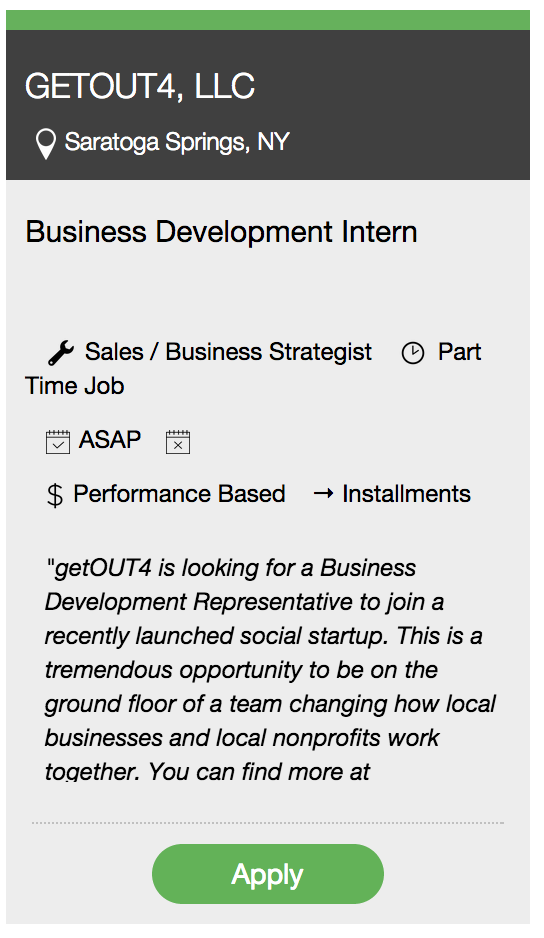 GETOUT4, LLC
Saratoga Springs, NY
Business Development Intern
Sales / Business Strategist Part
Time Job
ASAP
$ Performance Based → Installments
"getOUT4 is looking for a Business
Development Representative to join a
recently launched social startup. This is a
tremendous opportunity to be on the
ground floor of a team changing how local
businesses and local nonprofits work
together. You can find more at
Apply